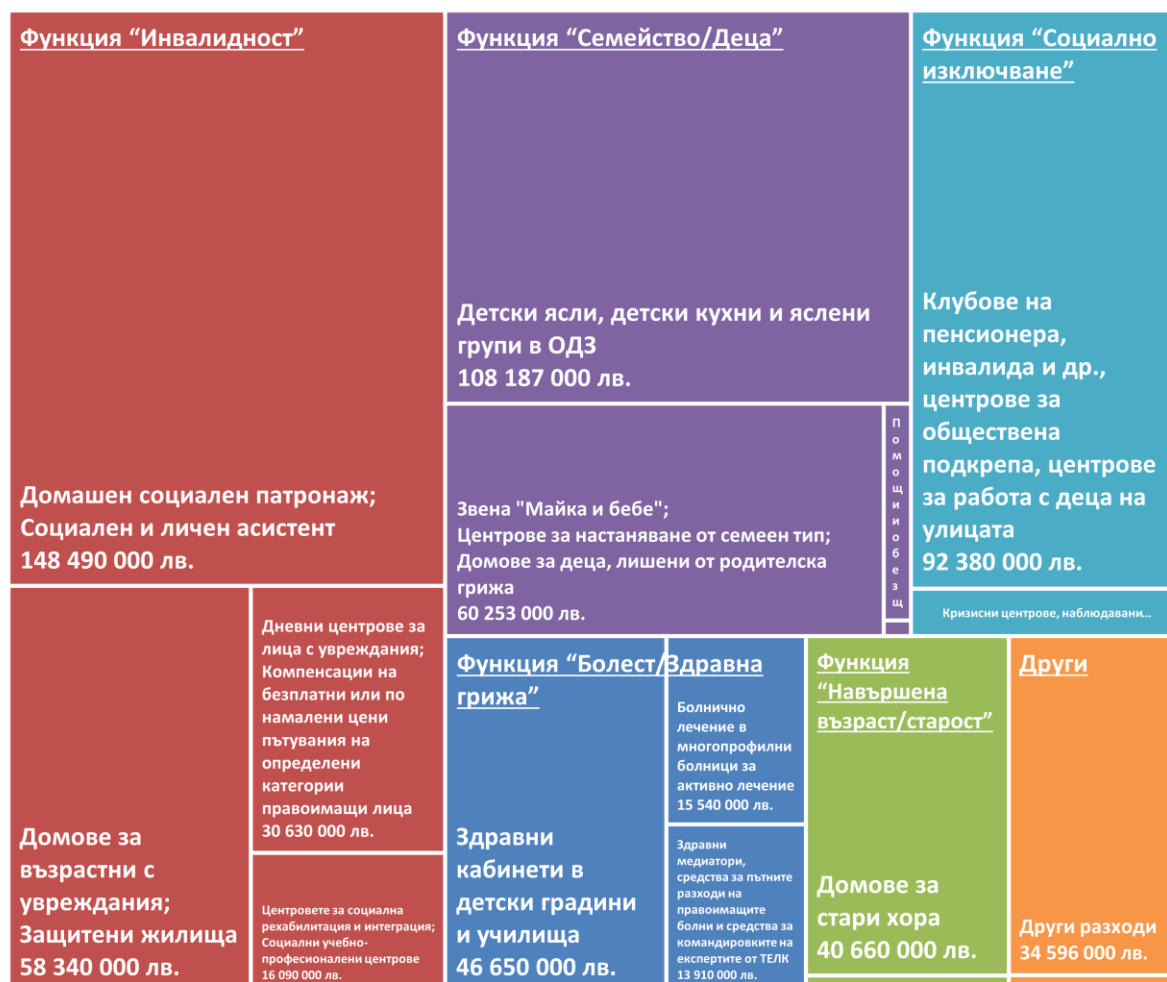 Функция “Инвалидност”
Домашен социален патронаж;
Социален и личен асистент
148 490 000 лв.
Домове за
възрастни с
увреждания;
Защитени жилища
58 340 000 лв.
Дневни центрове за
лица с увреждания;
Компенсации на
безплатни или по
намалени цени
пътувания на
определени
категории
правоимащи лица
30 630 000 лв.
Центровете за социална
рехабилитация и интеграция;
Социални учебно-
професионалени центрове
16 090 000 лв.
Функция “Семейство/Деца”
Детски ясли, детски кухни и яслени
групи в ОДЗ
108 187 000 лв.
Звена "Майка и бебе";
Центрове за настаняване от семеен тип;
Домове за деца, лишени от родителска
грижа
60 253 000 лв.
Помощи и обезщ
Функция “Социално
изключване”
Клубове на
пенсионера,
инвалида и др.,
центрове за
обществена
подкрепа, центрове
за работа с деца на
улицата
92 380 000 лв.
Кризисни центрове, наблюдавани...
Функция “Болест/Здравна
грижа”
Здравни
кабинети в
детски градини
и училища
46 650 000 лв.
Болнично
лечение в
многопрофилни
болници за
активно лечение
15 540 000 лв.
Здравни
медиатори,
средства за пътните
разходи на
правоимащите
болни и средства за
командировките на
експертите от ТЕЛК
13 910 000 лв.
Функция
“Навършена
възраст/старост”
Домове за
стари хора
40 660 000 лв.
Други
Други разходи
34 596 000 лв.